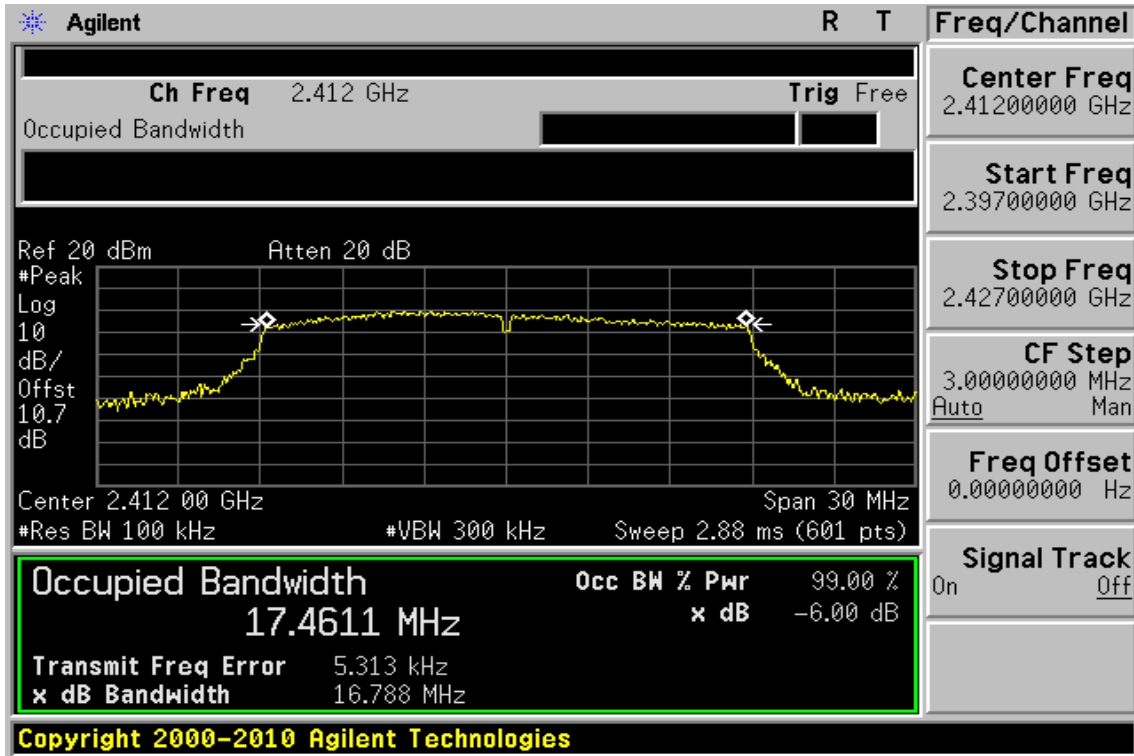 Agilent R T
Ch Freq 2.412 GHz Trig Free
Occupied Bandwidth
Ref 20 dBm Atten 20 dB
#Peak
Log
10
dB/
Offst
10.7
dB
Center 2.412 00 GHz Span 30 MHz
#Res BW 100 kHz #VBW 300 kHz Sweep 2.88 ms (601 pts)
Occupied Bandwidth
17.4611 MHz
Occ BW % Pwr 99.00 %
x dB -6.00 dB
Transmit Freq Error 5.313 kHz
x dB Bandwidth 16.788 MHz
Copyright 2000-2010 Agilent Technologies
Freq/Channel
Center Freq
2.41200000 GHz
Start Freq
2.39700000 GHz
Stop Freq
2.42700000 GHz
CF Step
3.00000000 MHz
Auto Man
Freq Offset
0.00000000 Hz
Signal Track
On Off